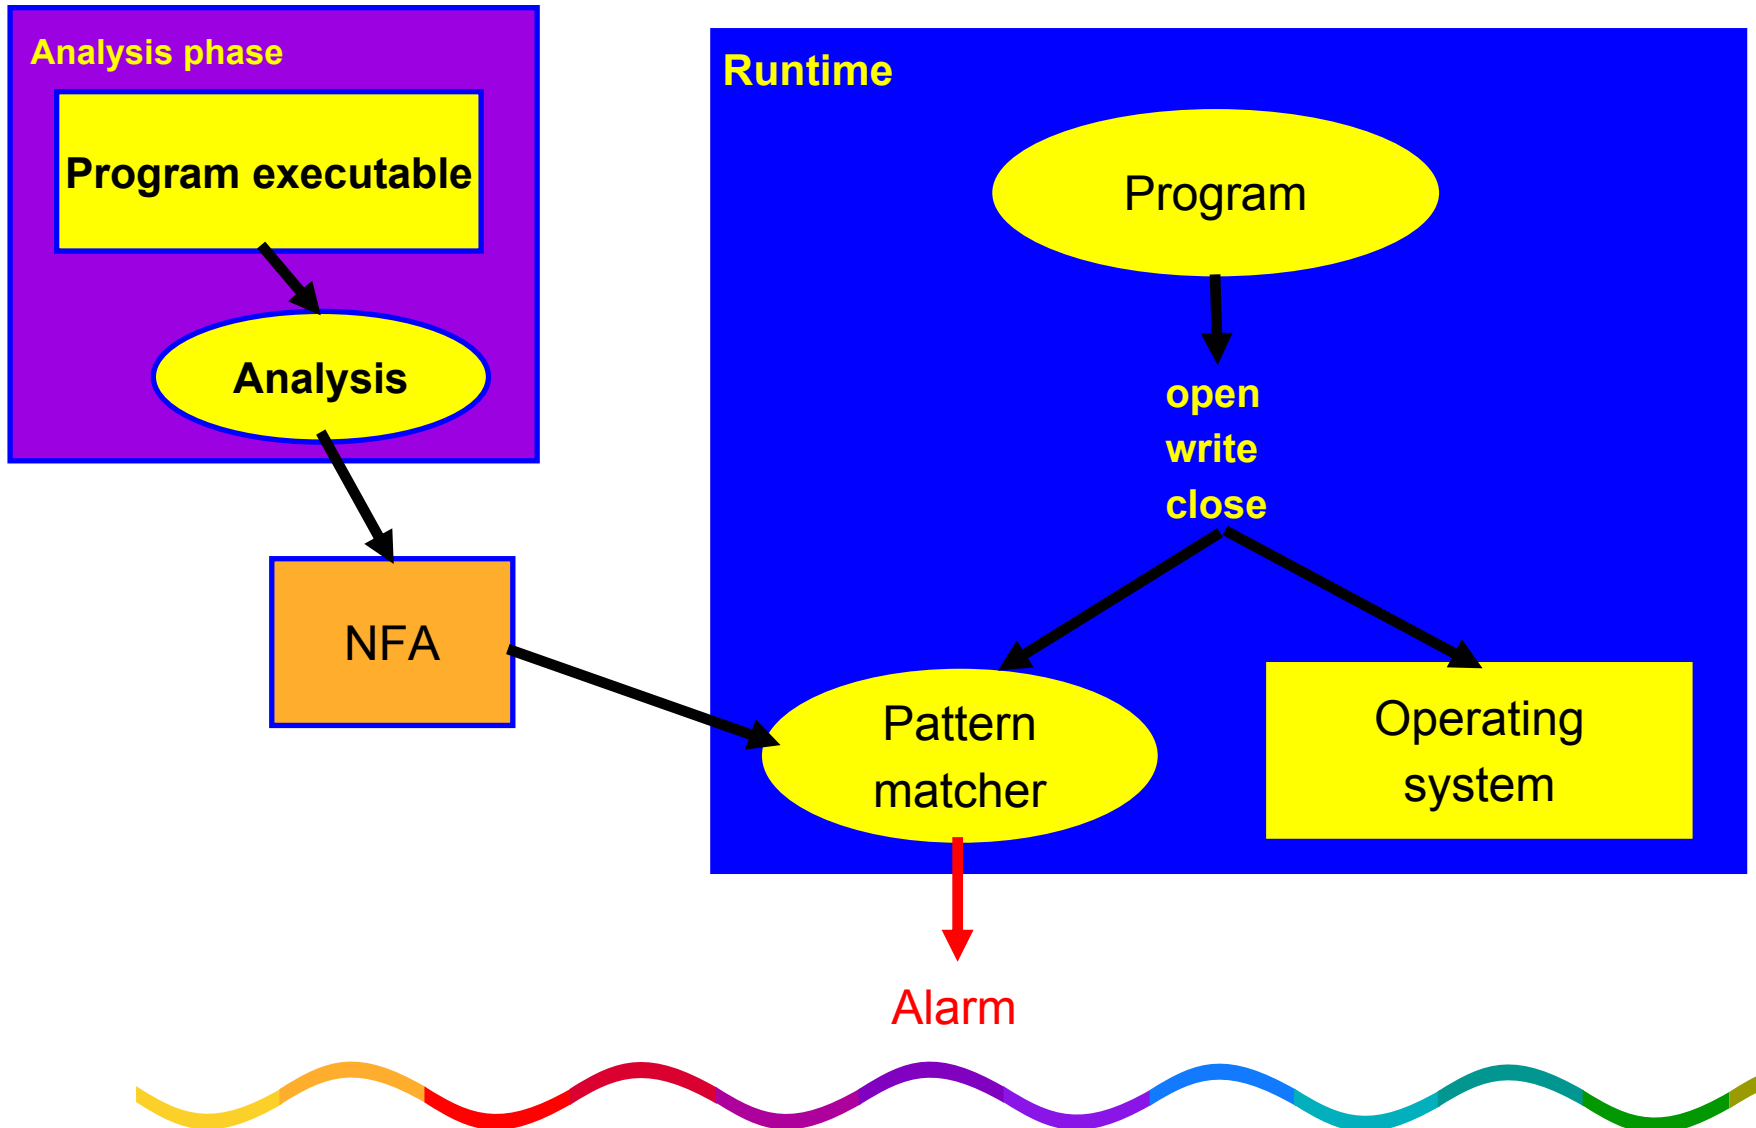 Analysis phase
Program executable
Analysis
NFA
Runtime
Program
open
write
close
Pattern
matcher
Operating
system
Alarm